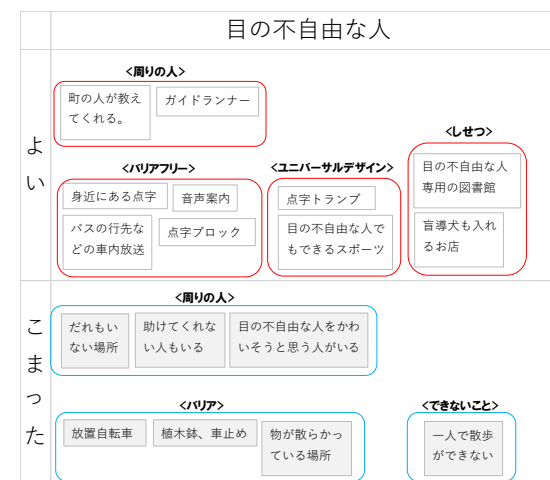 目の不自由な人
よい
<周りの人>
町の人が教え
てくれる。
ガイドランナー
<バリアフリー>
身近にある点字
音声案内
バスの行先な
どの車内放送
点字ブロック
<ユニバーサルデザイン>
点字トランプ
目の不自由な人で
もできるスポーツ
<しせつ>
目の不自由な人
専用の図書館
盲導犬も入れ
るお店
こまった
<周りの人>
だれもい
ない場所
助けてくれな
い人もいる
目の不自由な人をかわ
いそうと思う人がいる
<バリア>
放置自転車
植木鉢、車止め
物が散らかっ
ている場所
<できないこと>
一人で散歩
ができない